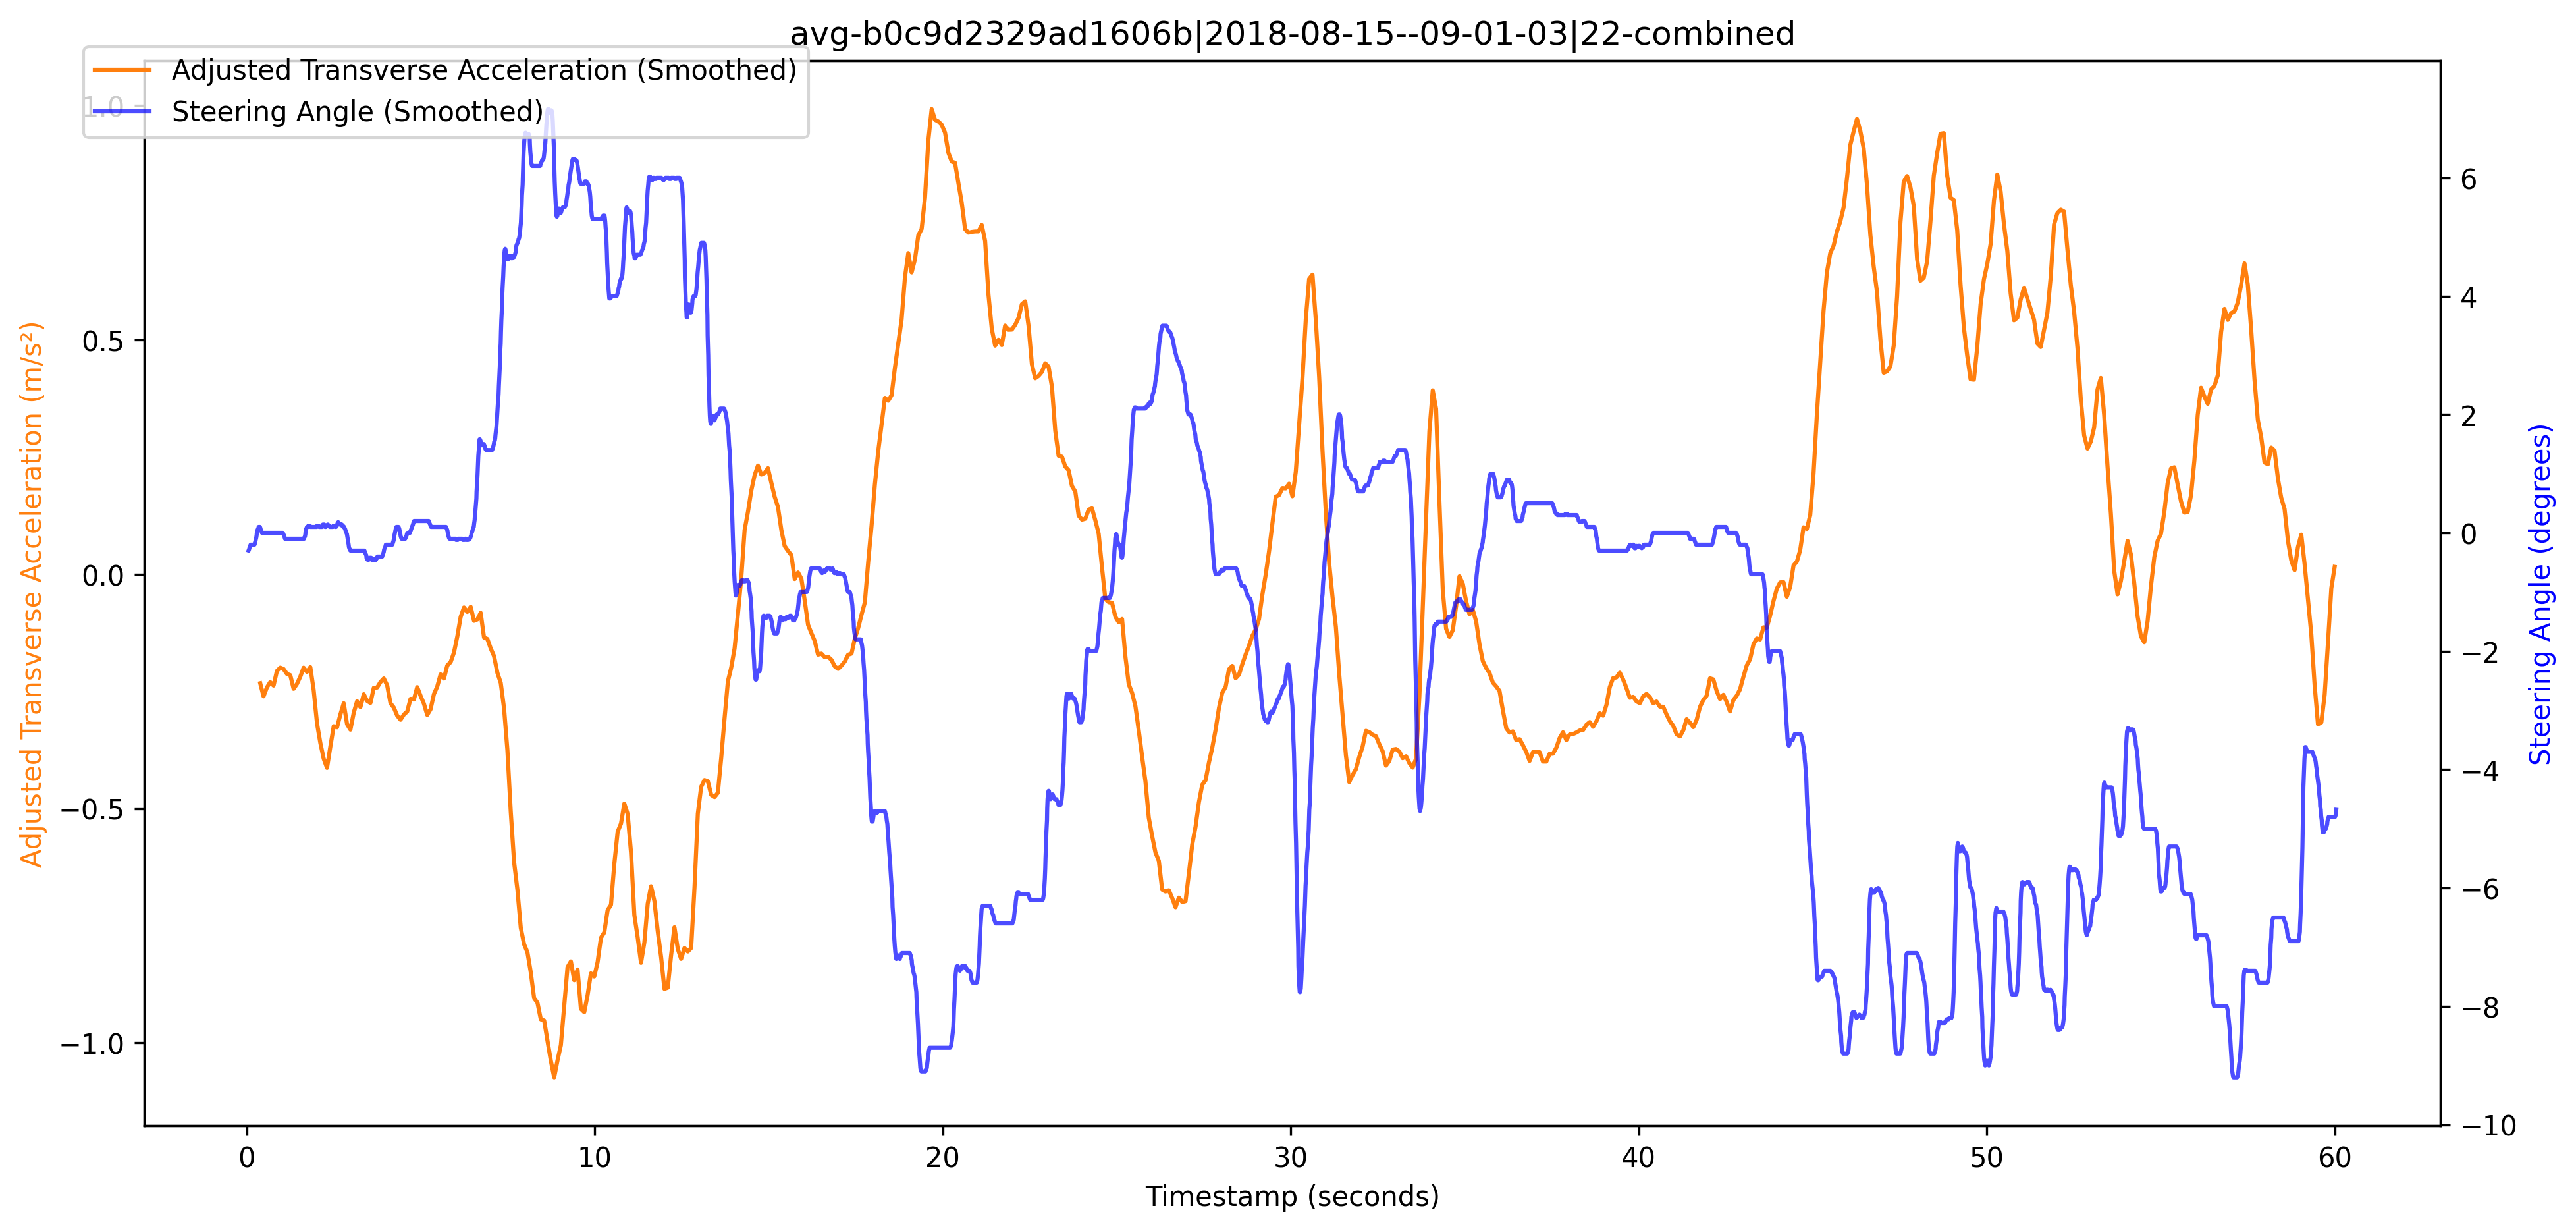 avg-b0c9d2329ad1606b|2018-08-15--09-01-03|22-combined
Adjusted Transverse Acceleration (Smoothed)
Steering Angle (Smoothed)
Adjusted Transverse Acceleration (m/s²)
1.0
0.5
0.0
−0.5
−1.0
6
4
2
0
−2
−4
−6
−8
−10
Steering Angle (degrees)
0 10 20 30 40 50 60
Timestamp (seconds)